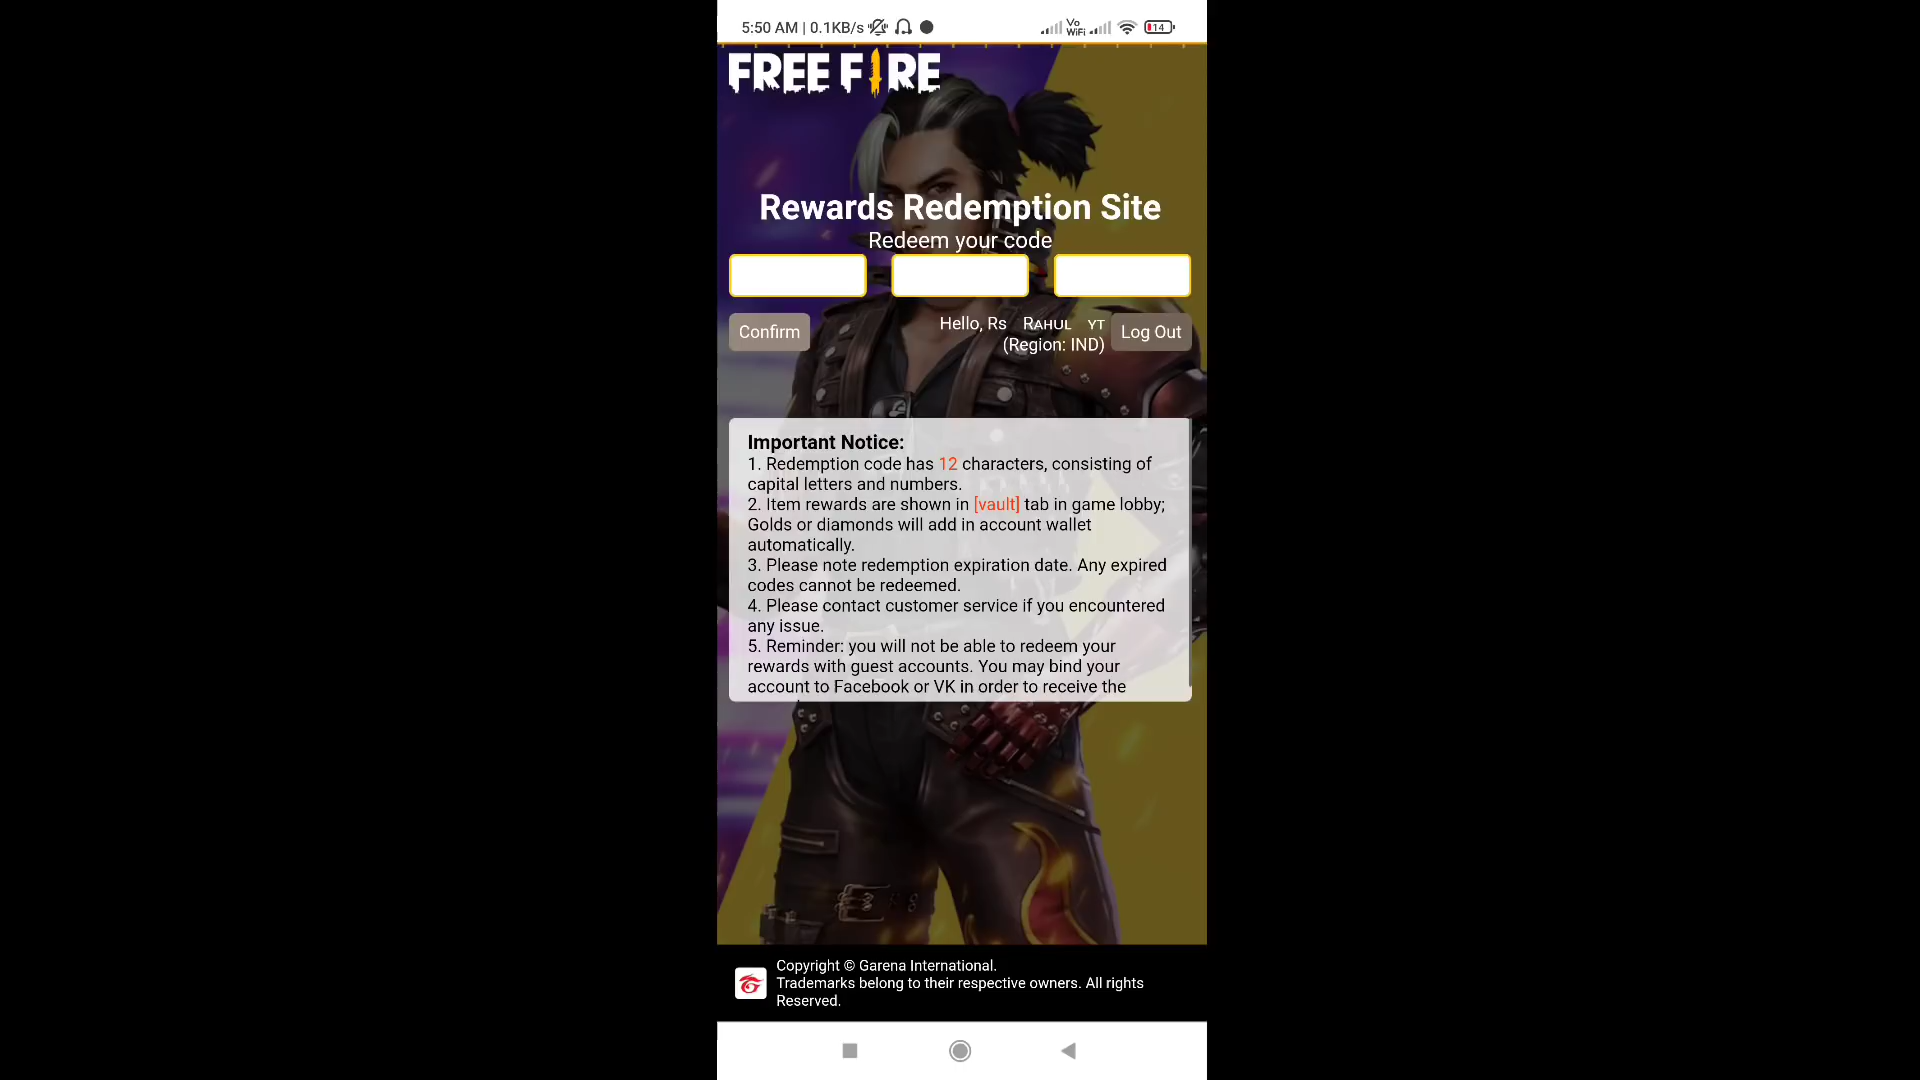 5:50 AM | 0.1KB/s
Vo
WiFi
14
FREE FIRE
Rewards Redemption Site
Redeem your code
Confirm
Hello, Rs Rᴀʜᴜʟ ʏᴛ
(Region: IND)
Log Out
Important Notice:
1. Redemption code has 12 characters, consisting of
capital letters and numbers.
2. Item rewards are shown in [vault] tab in game lobby;
Golds or diamonds will add in account wallet
automatically.
3. Please note redemption expiration date. Any expired
codes cannot be redeemed.
4. Please contact customer service if you encountered
any issue.
5. Reminder: you will not be able to redeem your
rewards with guest accounts. You may bind your
account to Facebook or VK in order to receive the
Copyright © Garena International.
Trademarks belong to their respective owners. All rights
Reserved.